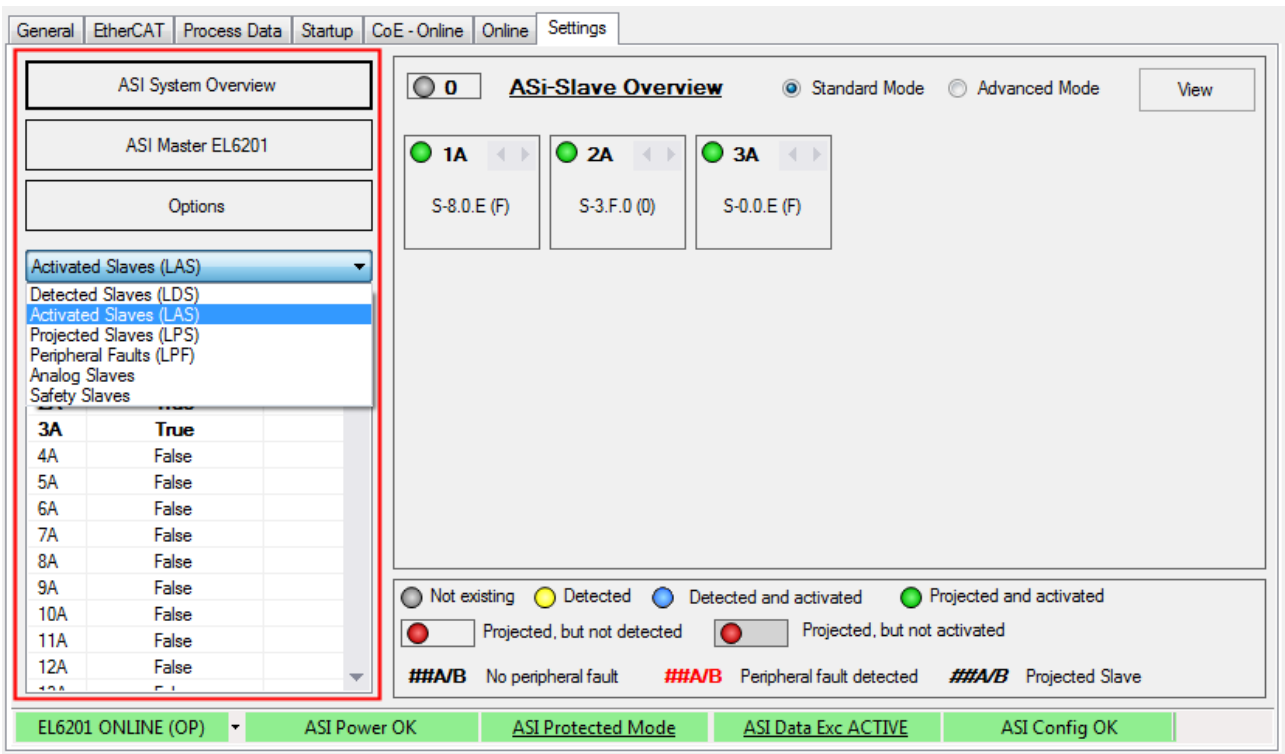 General EtherCAT Process Data Startup CoE - Online Online Settings
ASI System Overview
ASI Master EL6201
Options
Activated Slaves (LAS)
Detected Slaves (LDS)
Activated Slaves (LAS)
Projected Slaves (LPS)
Peripheral Faults (LPF)
Analog Slaves
Safety Slaves
3A True
4A False
5A False
6A False
7A False
8A False
9A False
10A False
11A False
12A False
0 ASi-Slave Overview Standard Mode Advanced Mode View
1A 2A 3A
S-8.0.E (F) S-3.F.0 (0) S-0.0.E (F)
Not existing Detected Detected and activated Projected and activated
Projected, but not detected Projected, but not activated
##A/B No peripheral fault ##A/B Peripheral fault detected ##A/B Projected Slave
EL6201 ONLINE (OP) ASI Power OK ASI Protected Mode ASI Data Exc ACTIVE ASI Config OK